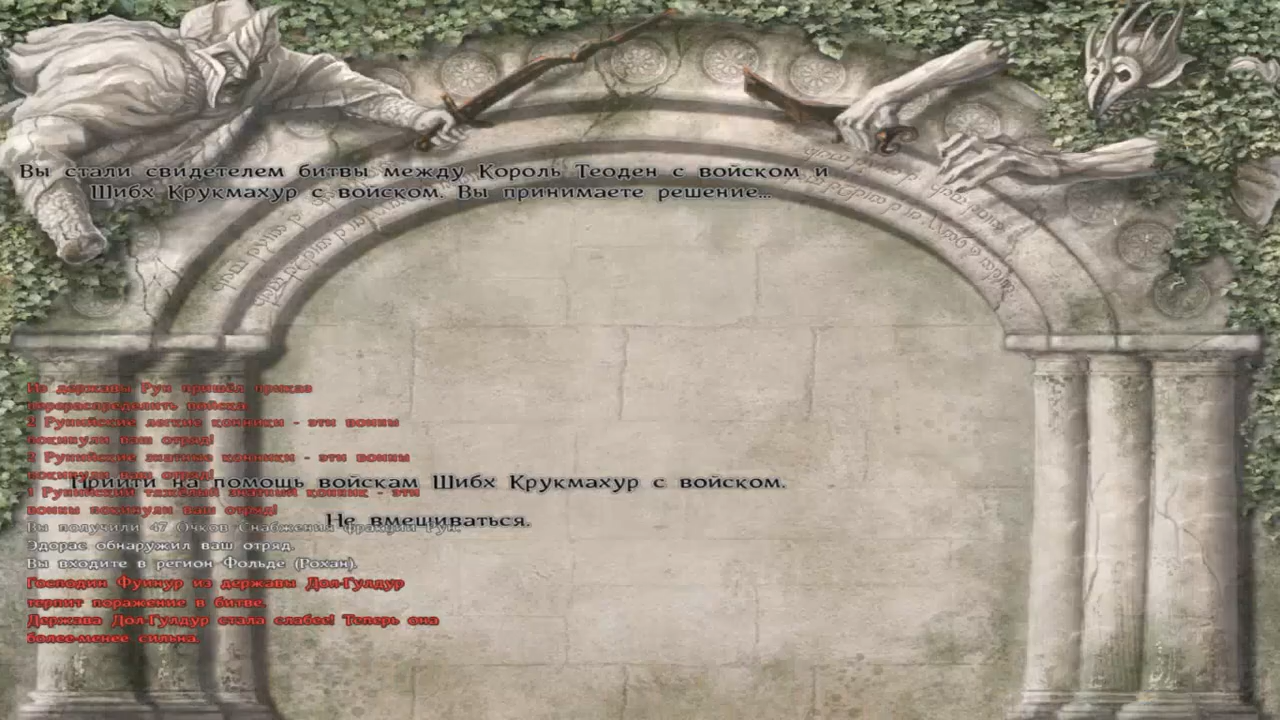 Вы стали свидетелем битвы между Король Теоден с войском и
Шибх Крукмахур с войском. Вы принимаете решение...
Из державы Рун пришёл приказ
перераспределить войска.
2 Рунийские легкие конники - эти воины
покинули ваш отряд!
2 Рунийские знатные конники - эти воины
покинули ваш отряд!
Прийти на помощь войскам Шибх Крукмахур с войском.
1 Рунийский тяжёлый знатный конник - эти
воины покинули ваш отряд!
Не вмешиваться.
Вы получили 47 Очков Снабжения фракции Рун.
Эдорас обнаружил ваш отряд.
Вы входите в регион Фольде (Рохан).
Господин Фуинур из державы Дол-Гулдур
терпит поражение в битве.
Держава Дол-Гулдур стала слабее! Теперь она
более-менее сильна.